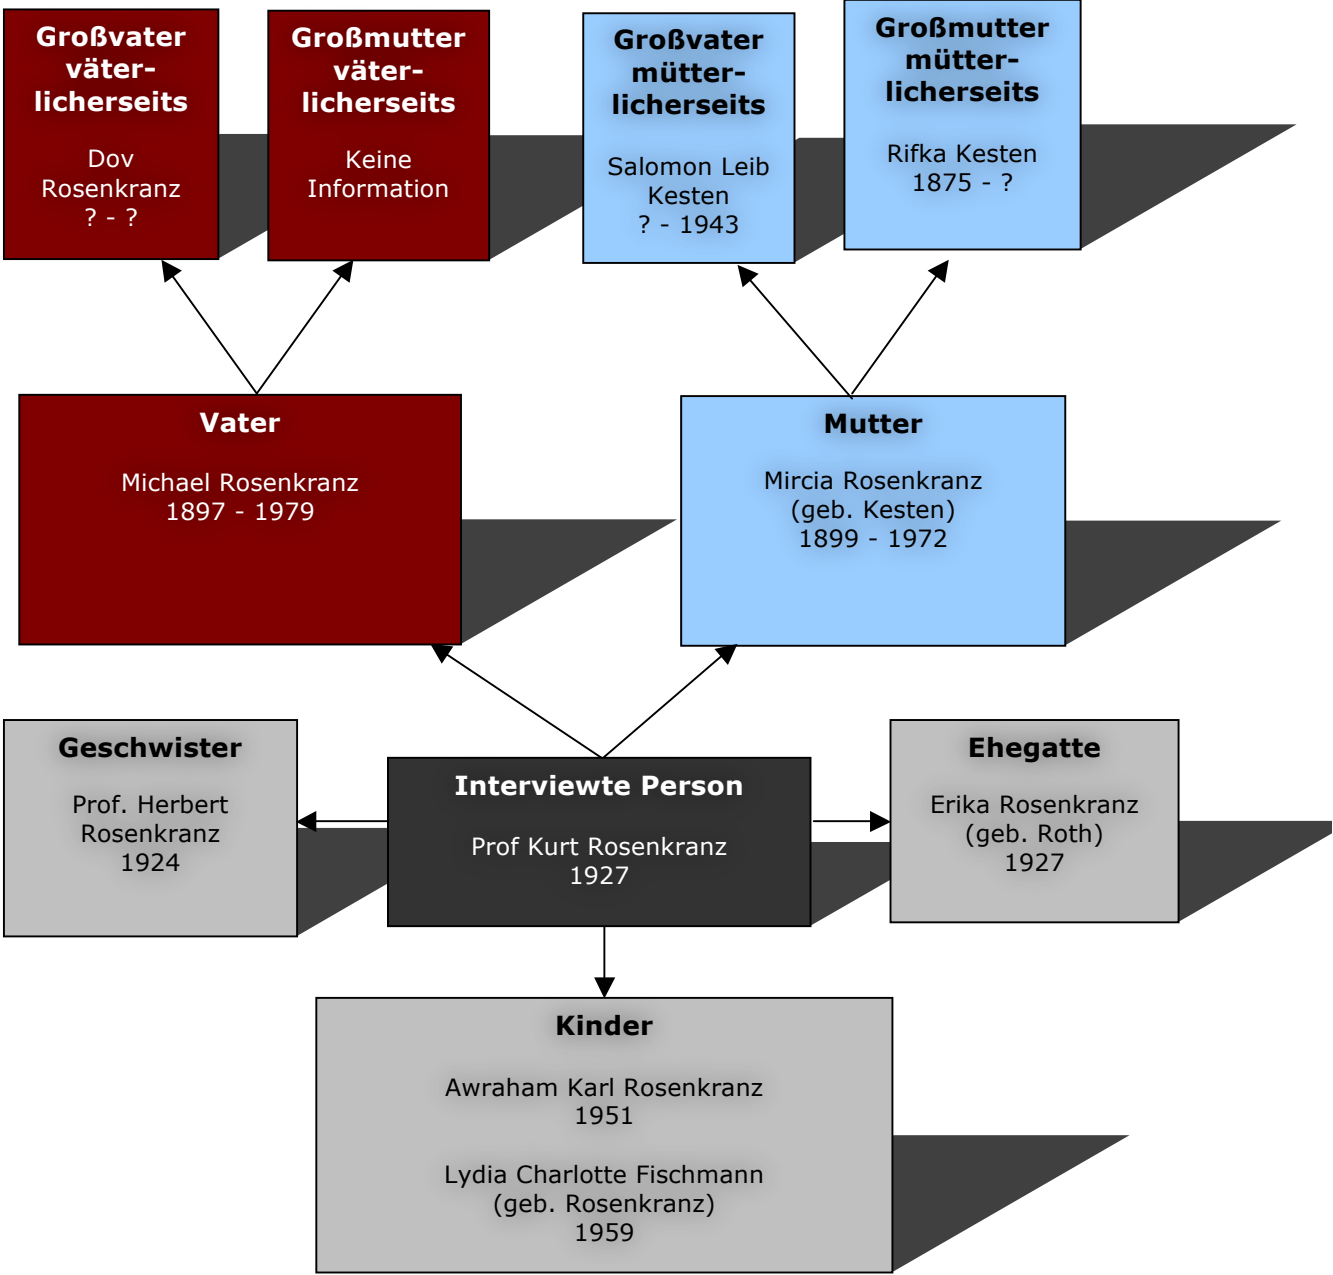 Großvater
väter-
licherseits
Dov
Rosenkranz
? - ?
Großmutter
väter-
licherseits
Keine
Information
Großvater
mütter-
licherseits
Salomon Leib
Kesten
? - 1943
Großmutter
mütter-
licherseits
Rifka Kesten
1875 - ?
Vater
Michael Rosenkranz
1897 - 1979
Mutter
Mircia Rosenkranz
(geb. Kesten)
1899 - 1972
Geschwister
Prof. Herbert
Rosenkranz
1924
Interviewte Person
Prof Kurt Rosenkranz
1927
Ehegatte
Erika Rosenkranz
(geb. Roth)
1927
Kinder
Awraham Karl Rosenkranz
1951
Lydia Charlotte Fischmann
(geb. Rosenkranz)
1959